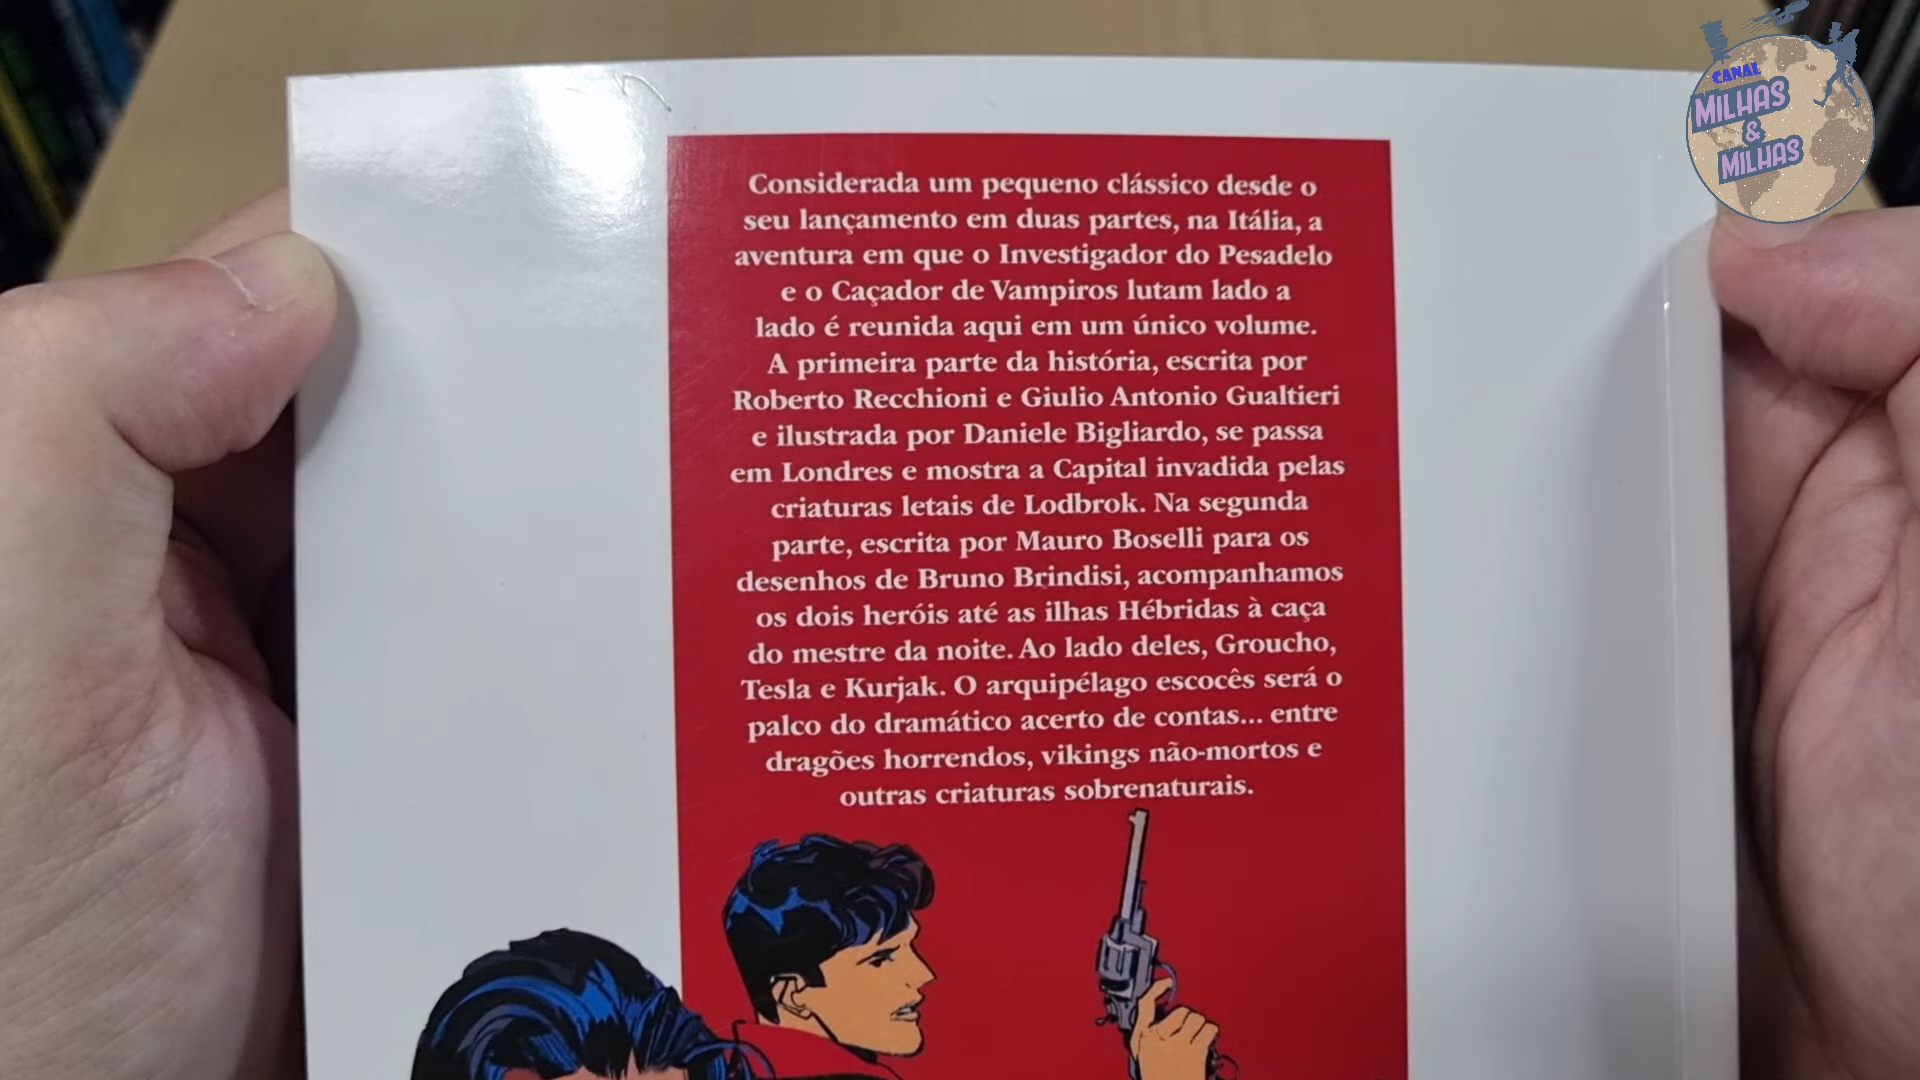 CANAL
MILHAS
&
MILHAS
Considerada um pequeno clássico desde o
seu lançamento em duas partes, na Itália, a
aventura em que o Investigador do Pesadelo
e o Caçador de Vampiros lutam lado a
lado é reunida aqui em um único volume.
A primeira parte da história, escrita por
Roberto Recchioni e Giulio Antonio Gualtieri
e ilustrada por Daniele Bigliardo, se passa
em Londres e mostra a Capital invadida pelas
criaturas letais de Lodbrok. Na segunda
parte, escrita por Mauro Boselli para os
desenhos de Bruno Brindisi, acompanhamos
os dois heróis até as ilhas Hébridas à caça
do mestre da noite. Ao lado deles, Groucho,
Tesla e Kurjak. O arquipélago escocês será o
palco do dramático acerto de contas... entre
dragões horrendos, vikings não-mortos e
outras criaturas sobrenaturais.